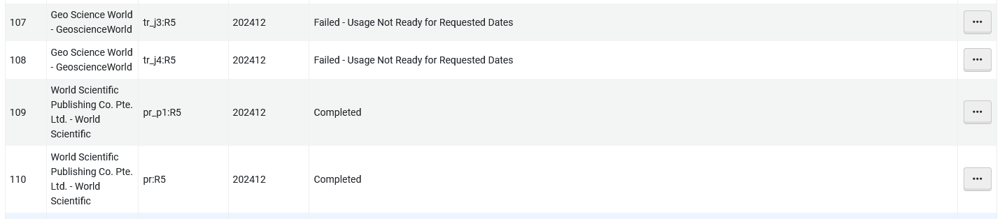 107 Geo Science World - GeoscienceWorld tr_j3:R5 202412 Failed - Usage Not Ready for Requested Dates ...
108 Geo Science World - GeoscienceWorld tr_j4:R5 202412 Failed - Usage Not Ready for Requested Dates ...
109 World Scientific Publishing Co. Pte. Ltd. - World Scientific pr_p1:R5 202412 Completed ...
110 World Scientific Publishing Co. Pte. Ltd. - World Scientific pr:R5 202412 Completed ...